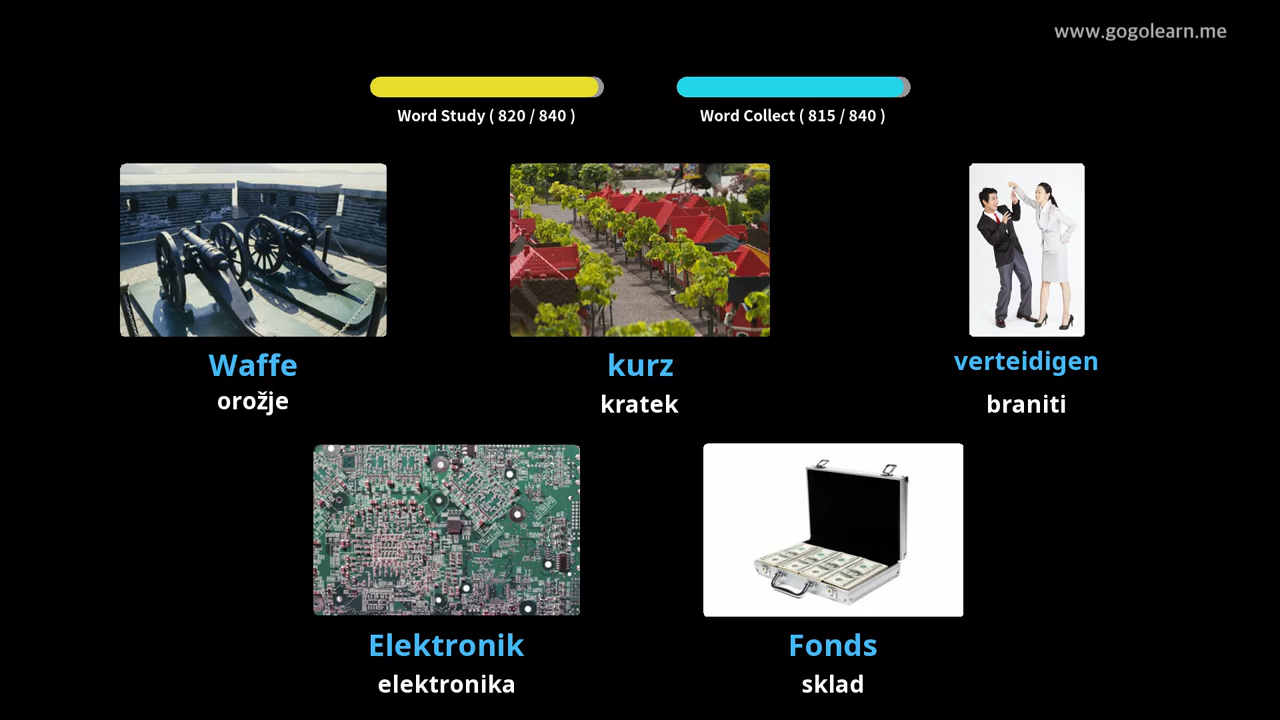 www.gogolearn.me
Word Study ( 820 / 840 )
Word Collect ( 815 / 840 )
Waffe
orožje
kurz
kratek
verteidigen
braniti
Elektronik
elektronika
Fonds
sklad